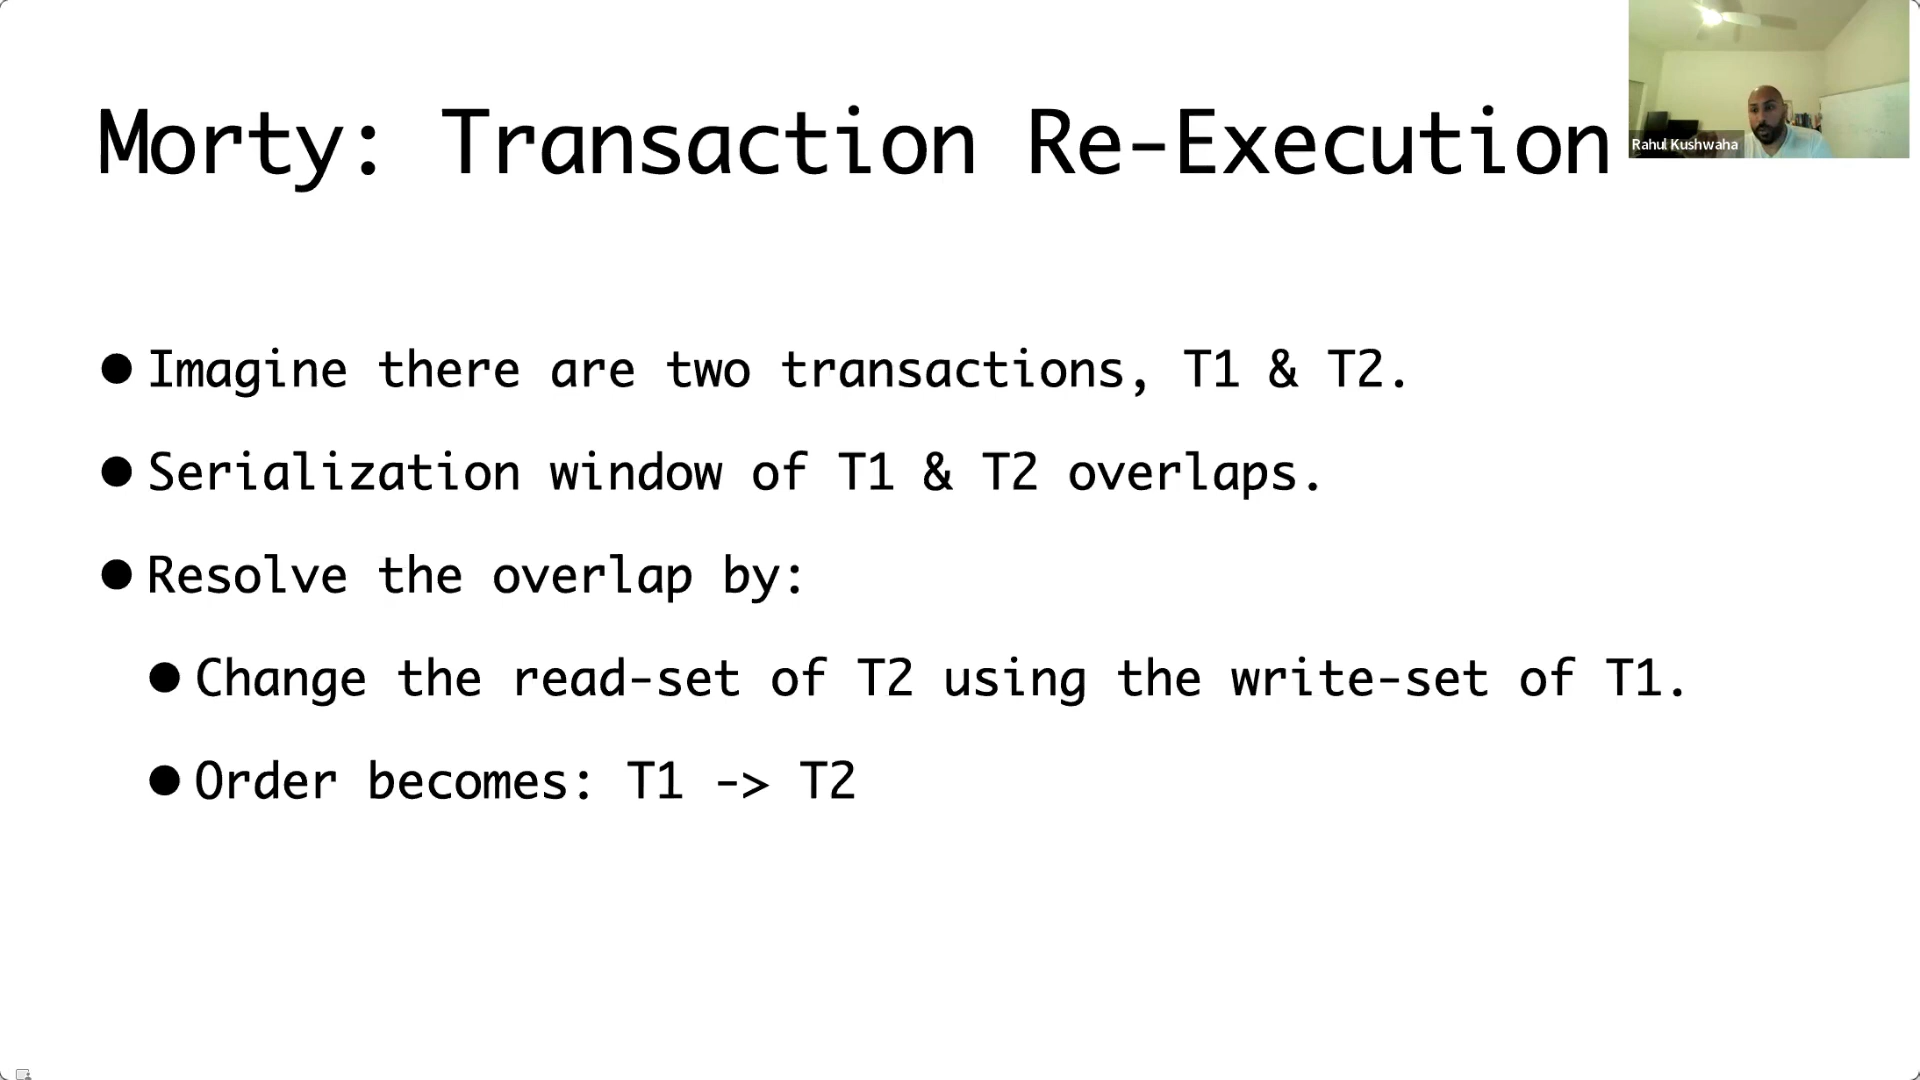 Morty: Transaction Re-Execution
Rahul Kushwaha
● Imagine there are two transactions, T1 & T2.
● Serialization window of T1 & T2 overlaps.
● Resolve the overlap by:
● Change the read-set of T2 using the write-set of T1.
● Order becomes: T1 -> T2